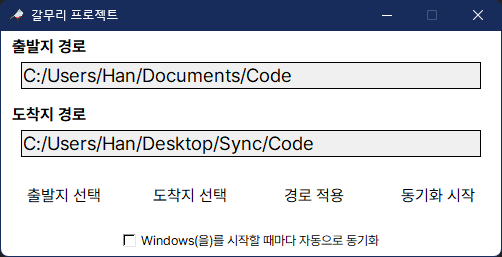 갈무리 프로젝트
출발지 경로
C:/Users/Han/Documents/Code
도착지 경로
C:/Users/Han/Desktop/Sync/Code
출발지 선택 도착지 선택 경로 적용 동기화 시작
Windows(을)를 시작할 때마다 자동으로 동기화